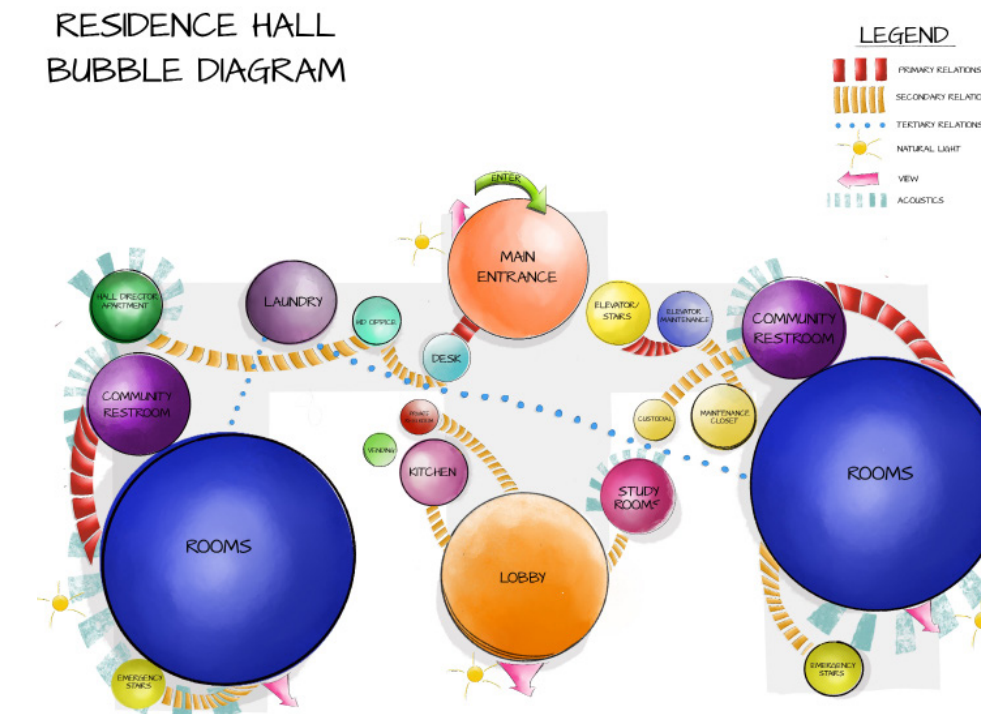 RESIDENCE HALL
BUBBLE DIAGRAM
LEGEND
PRIMARY RELATIONS
SECONDARY RELATIO
TERTIARY RELATIONS
NATURAL LIGHT
VIEW
ACOUSTICS
ENTER
MAIN
ENTRANCE
HALL DIRECTOR
APARTMENT
LAUNDRY
HD OFFICE
DESK
ELEVATOR/
STAIRS
ELEVATOR
MAINTENANCE
COMMUNITY
RESTROOM
COMMUNITY
RESTROOM
CUSTODIAL
MAINTENANCE
CLOSET
VENDING
KITCHEN
STUDY
ROOMS
ROOMS
ROOMS
LOBBY
EMERGENCY
STAIRS
EMERGENCY
STAIRS